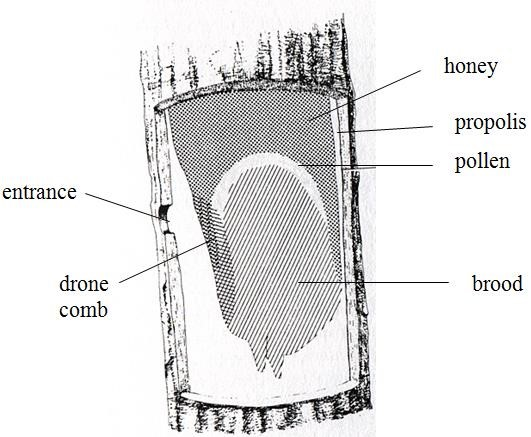 honey
propolis
pollen
entrance
drone
comb
brood